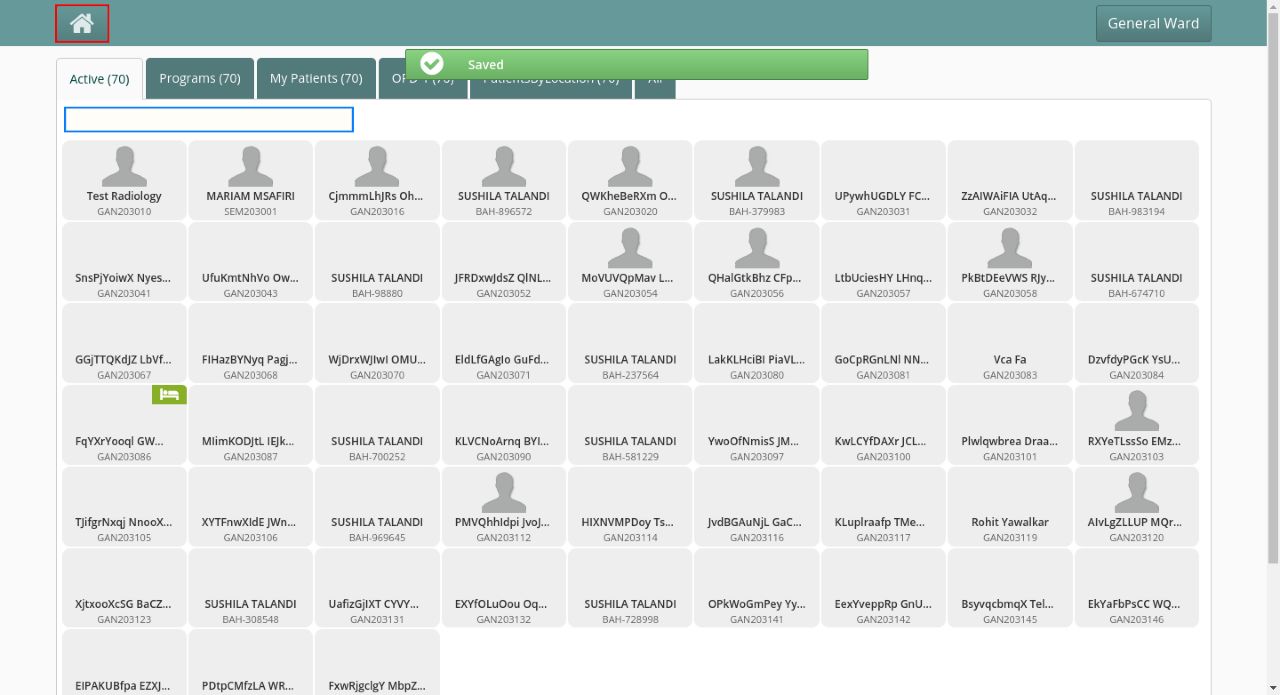 General Ward
Saved
Active (70)
Programs (70)
My Patients (70)
All
Test Radiology
GAN203010
MARIAM MSAFIRI
SEM203001
CjmmmLhJRs Oh...
GAN203016
SUSHILA TALANDI
BAH-896572
QWKheBeRXm O...
GAN203020
SUSHILA TALANDI
BAH-379983
UPywhUGDLY FC...
GAN203031
ZzAIWAiFIA UtAq...
GAN203032
SUSHILA TALANDI
BAH-983194
SnsPjYoiwX Nyes...
GAN203041
UfuKmtNhVo Ow...
GAN203043
SUSHILA TALANDI
BAH-98880
JFRDxwJdsZ QlNL...
GAN203052
MoVUVQpMav L...
GAN203054
QHalGtkBhz CFp...
GAN203056
LtbUciesHY LHnq...
GAN203057
PkBtDEeVWS RJy...
GAN203058
SUSHILA TALANDI
BAH-674710
GGjTTQKdJZ LbVf...
GAN203067
FIHazBYNyq Pagj...
GAN203068
WjDrxWJIwI OMU...
GAN203070
EldLfGAgIo GuFd...
GAN203071
SUSHILA TALANDI
BAH-237564
LakKLHciBI PiaVL...
GAN203080
GoCpRGnLNl NN...
GAN203081
Vca Fa
GAN203083
DzvfdyPGcK YsU...
GAN203084
FqYXrYooql GW...
GAN203086
MIimKODJtL IEJk...
GAN203087
SUSHILA TALANDI
BAH-700252
KLVCNoArnq BYI...
GAN203090
SUSHILA TALANDI
BAH-581229
YwoOfNmisS JM...
GAN203097
KwLCYfDAXr JCL...
GAN203100
Plwlqwbrea Draa...
GAN203101
RXYeTLssSo EMz...
GAN203103
TJifgrNxqj NnooX...
GAN203105
XYTFnwXIdE JWn...
GAN203106
SUSHILA TALANDI
BAH-969645
PMVQhhIdpi JvoJ...
GAN203112
HIXNVMPDoy Ts...
GAN203114
JvdBGAuNjL GaC...
GAN203116
KLuplraafp TMe...
GAN203117
Rohit Yawalkar
GAN203119
AIvLgZLLUP MQr...
GAN203120
XjtxooXcSG BaCZ...
GAN203123
SUSHILA TALANDI
BAH-308548
UafizGjIXT CYVY...
GAN203131
EXYfOLuOou Oq...
GAN203132
SUSHILA TALANDI
BAH-728998
OPkWoGmPey Yy...
GAN203141
EexYveppRp GnU...
GAN203142
BsyvqcbmqX Tel...
GAN203145
EkYaFbPsCC WQ...
GAN203146
EIPAKUBfpa EZXJ...
PDtpCMfzLA WR...
FxwRjgclgY MbpZ...